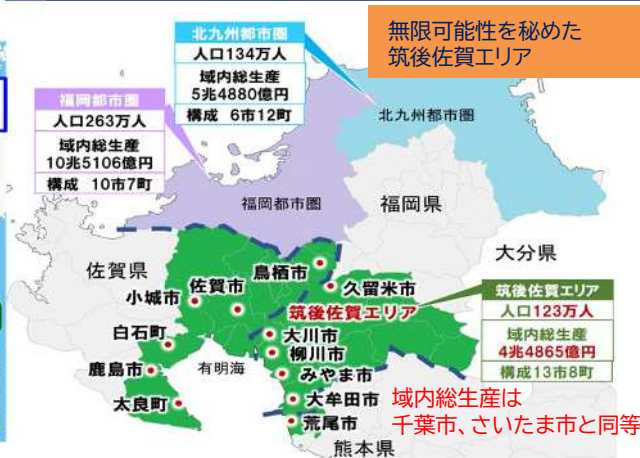 無限可能性を秘めた
筑後佐賀エリア
北九州都市圏
人口134万人
域内総生産
5兆4880億円
構成 6市12町
福岡都市圏
人口263万人
域内総生産
10兆5106億円
構成 10市7町
北九州都市圏
福岡都市圏
福岡県
大分県
佐賀県
鳥栖市
小城市
佐賀市
久留米市
筑後佐賀エリア
白石町
大川市
柳川市
鹿島市
有明海
みやま市
太良町
大牟田市
荒尾市
熊本県
筑後佐賀エリア
人口123万人
域内総生産
4兆4865億円
構成13市8町
域内総生産は
千葉市、さいたま市と同等